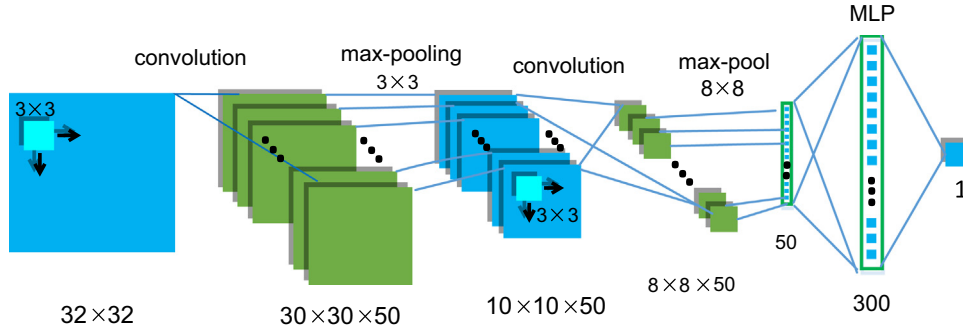 MLP
convolution
max-pooling
3×3
convolution
max-pool
8×8
3×3
3×3
1
50
32×32
30×30×50
10×10×50
8×8×50
300